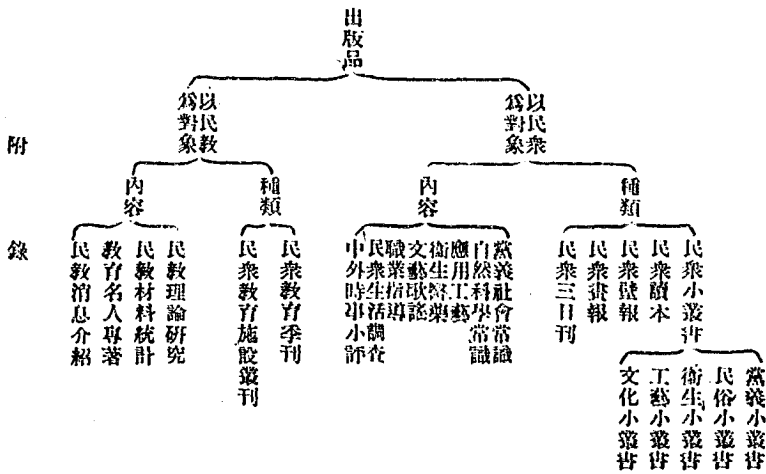 出版品
以民衆
爲對象
種類
民衆小叢書
黨義小叢書
民俗小叢書
衞生小叢書
工藝小叢書
文化小叢書
民衆讀本
民衆壁報
民衆畫報
民衆三日刊
內容
黨義社會常識
自然科學常識
應用工藝
衞生醫藥
文藝歌謠
職業指導
民衆生活調查
中外時事小評
以民教
爲對象
種類
民衆教育季刊
民衆教育施設叢刊
內容
民教理論研究
民教材料統計
教育名人專著
民教消息介紹
附錄